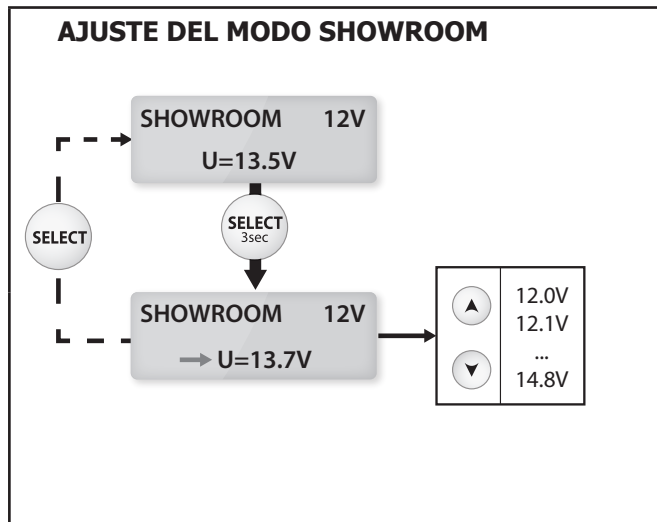 AJUSTE DEL MODO SHOWROOM
SHOWROOM 12V
U=13.5V
SELECT
SELECT
3sec
SHOWROOM 12V
U=13.7V
12.0V
12.1V
...
14.8V